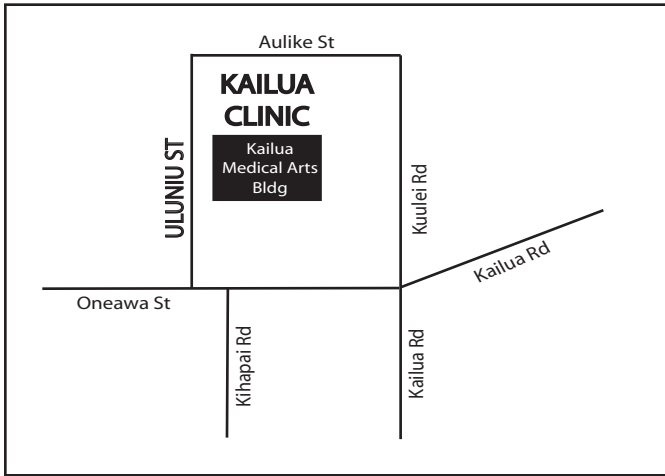 Aulike St
KAILUA
CLINIC
Kailua
Medical Arts
Bldg
ULUNIU ST
Kuulei Rd
Kailua Rd
Oneawa St
Kihapai Rd
Kailua Rd